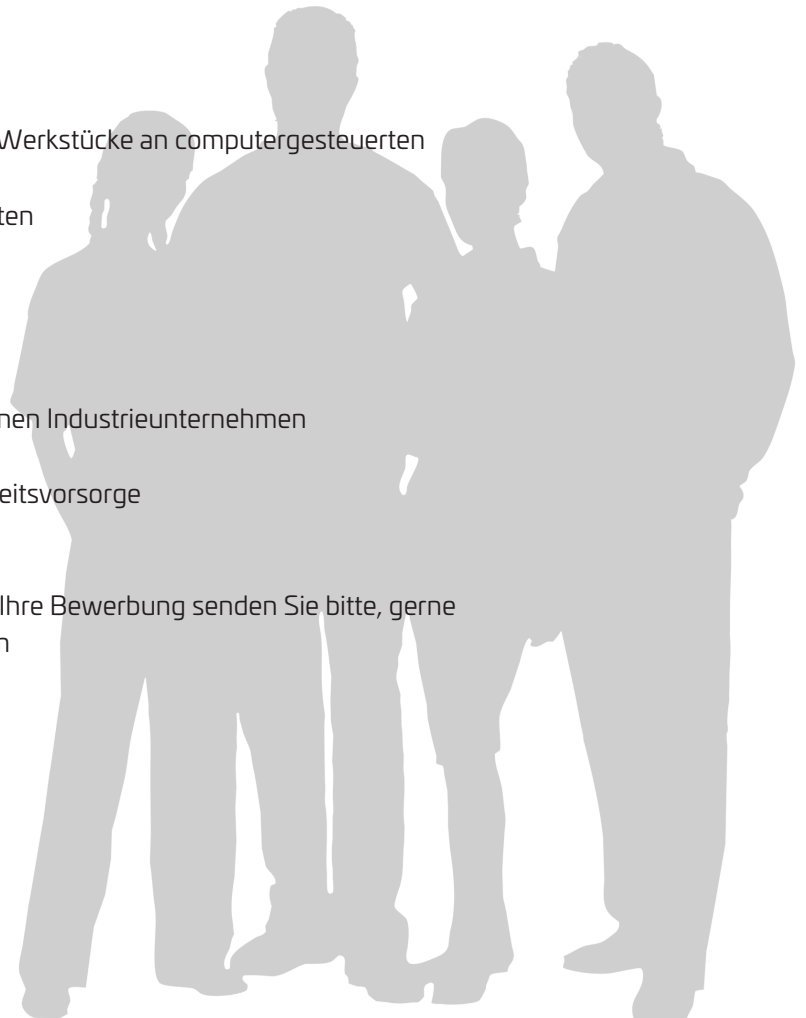 Werkstücke an computergesteuerten
ten
nen Industrieunternehmen
eitsvorsorge
Ihre Bewerbung senden Sie bitte, gerne
n